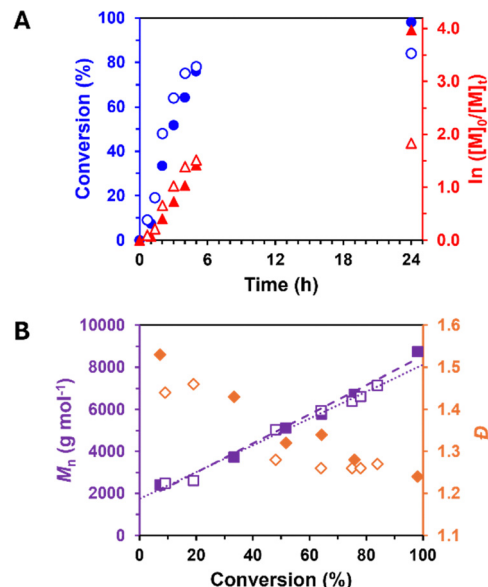 A
100
80
60
40
20
0
Conversion (%)
4.0
3.0
2.0
1.0
0.0
ln ([M]₀/[M]ₜ)
0 6 12 18 24
Time (h)
B
10000
8000
6000
4000
2000
0
Mₙ (g mol⁻¹)
1.6
1.5
1.4
1.3
1.2
1.1
Đ
0 20 40 60 80 100
Conversion (%)